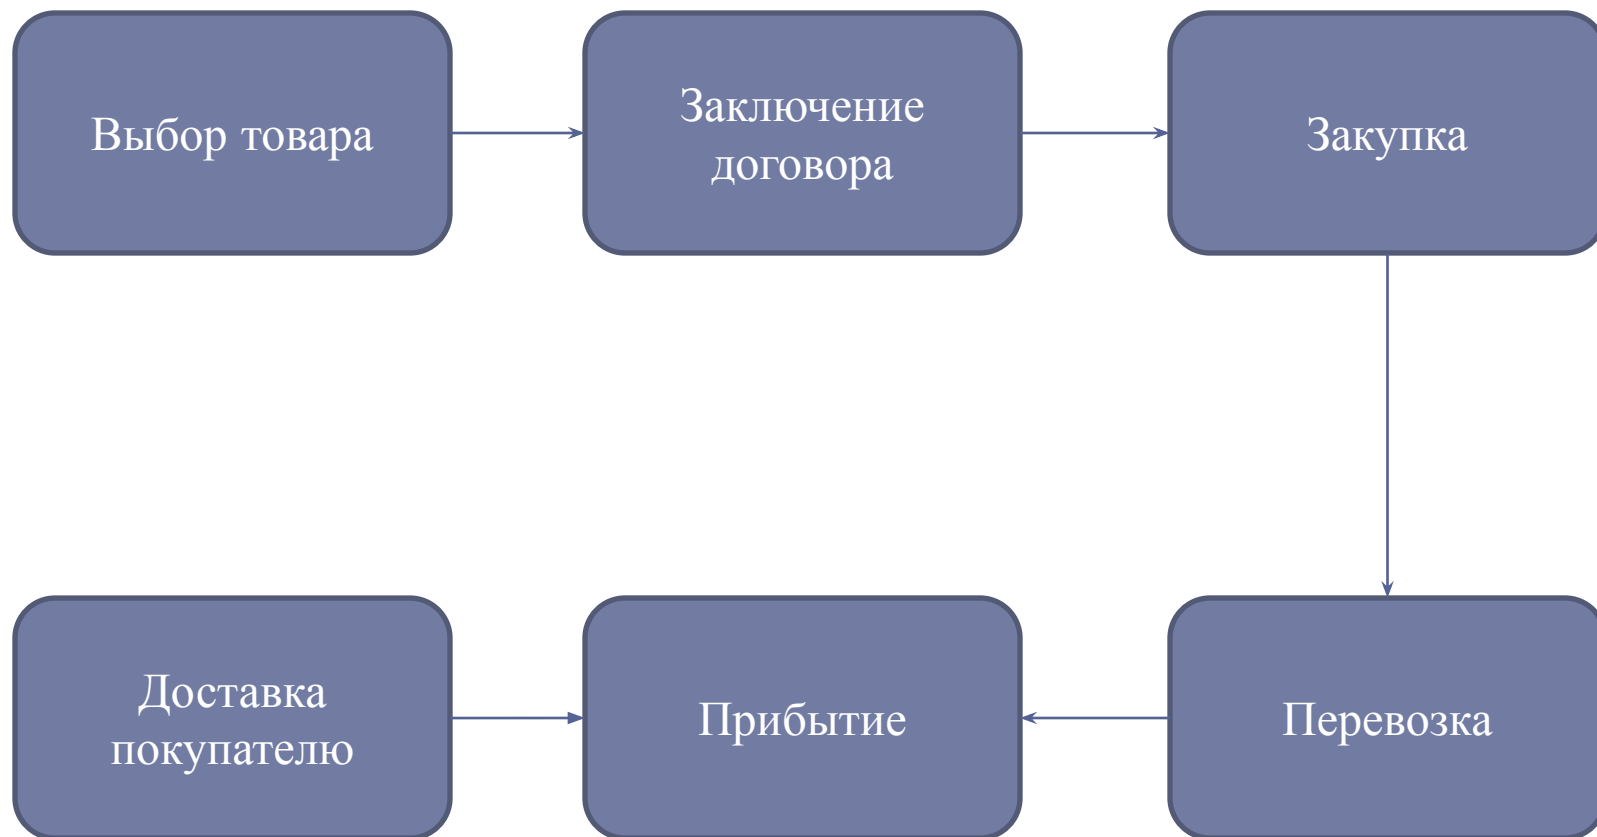 Выбор товара
Заключение
договора
Закупка
Доставка
покупателю
Прибытие
Перевозка